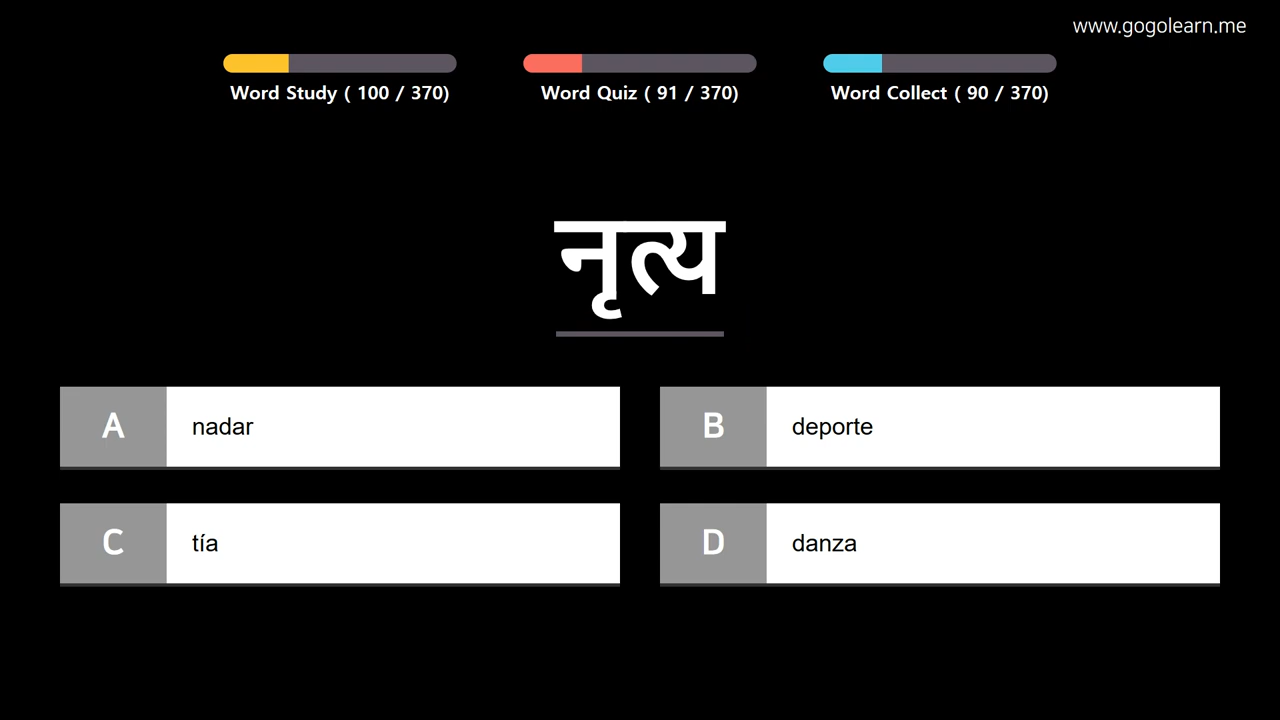 www.gogolearn.me
Word Study ( 100 / 370)
Word Quiz ( 91 / 370)
Word Collect ( 90 / 370)
नृत्य
A nadar
B deporte
C tía
D danza